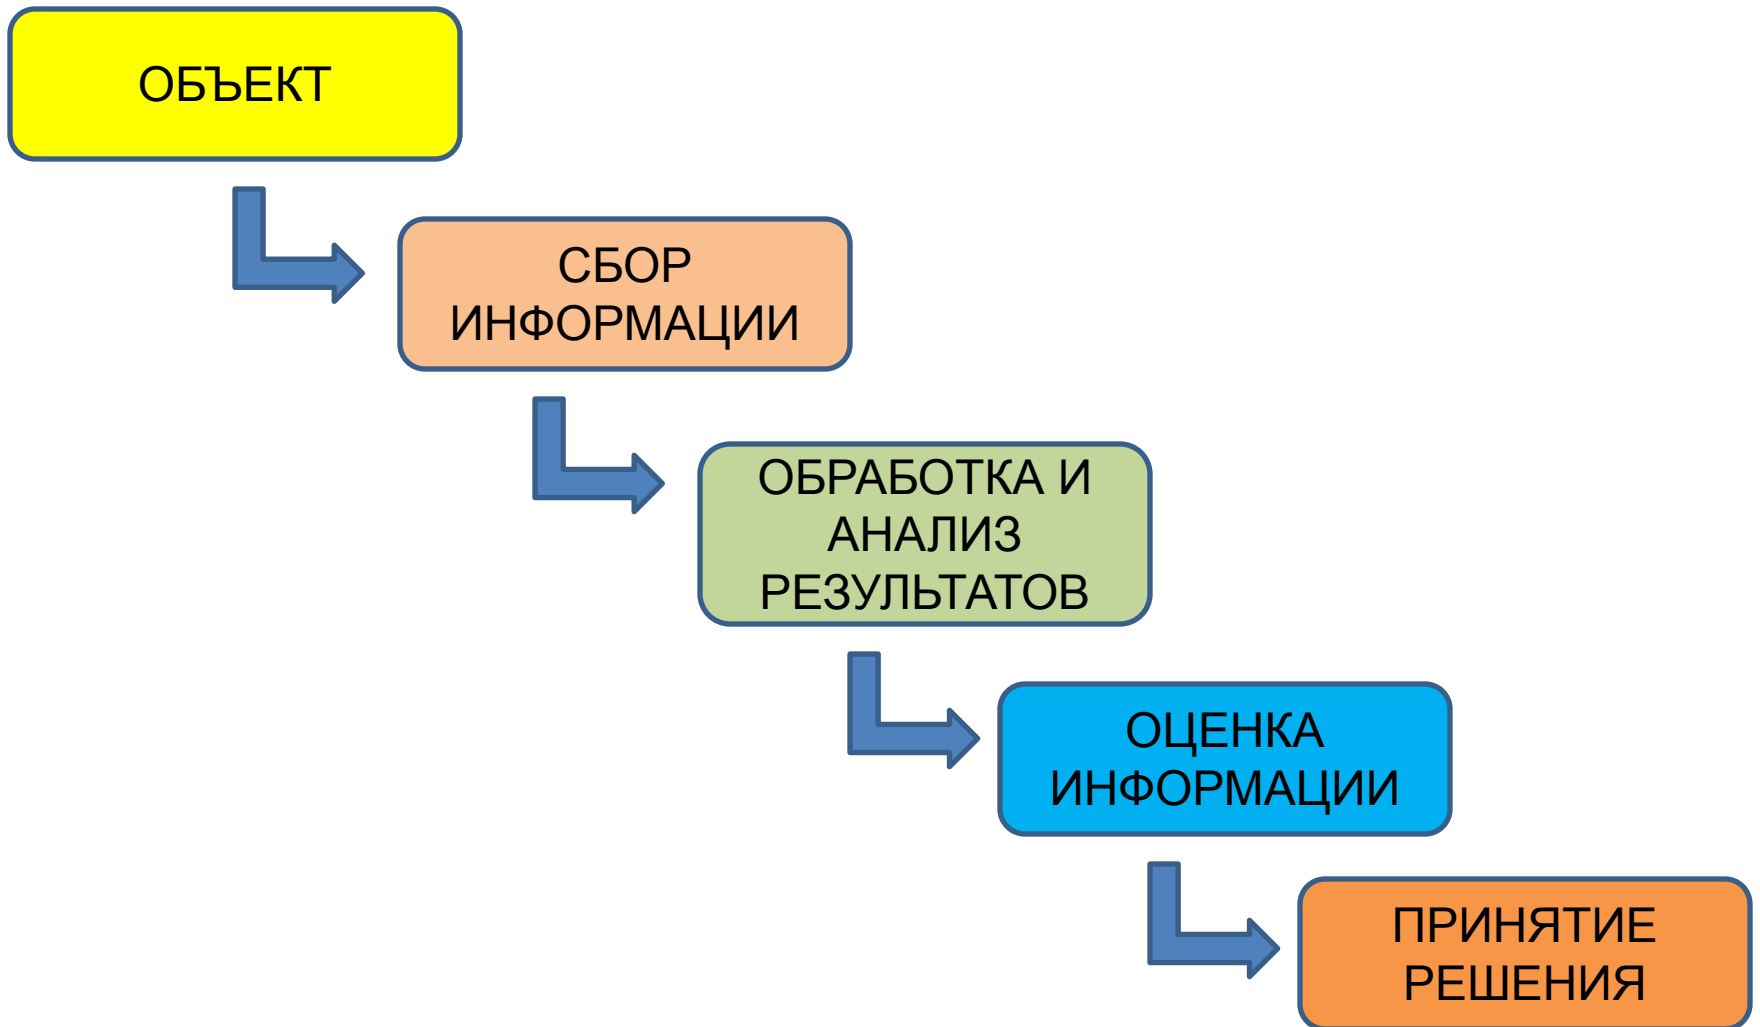 ОБЪЕКТ
СБОР
ИНФОРМАЦИИ
ОБРАБОТКА И
АНАЛИЗ
РЕЗУЛЬТАТОВ
ОЦЕНКА
ИНФОРМАЦИИ
ПРИНЯТИЕ
РЕШЕНИЯ